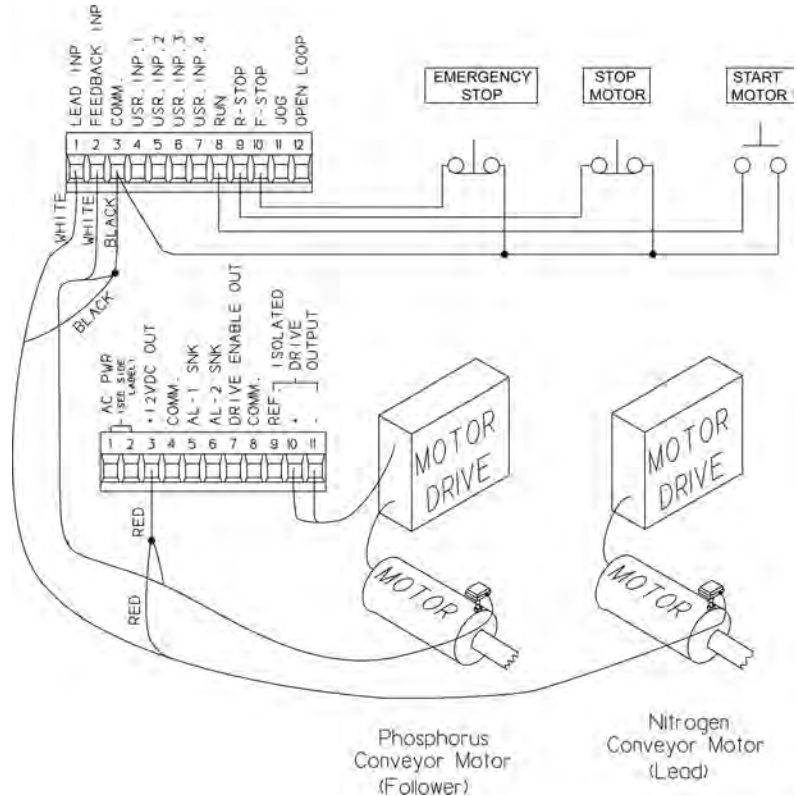 LEAD INP
FEEDBACK INP
COMM.
USR. INP. 1
USR. INP. 2
USR. INP. 3
USR. INP. 4
RUN
R-STOP
F-STOP
JOG
OPEN LOOP
1 2 3 4 5 6 7 8 9 10 11 12
EMERGENCY
STOP
STOP
MOTOR
START
MOTOR
WHITE
WHITE
BLACK
BLACK
AC PWR
(SEE SIDE
LABEL)
+12VDC OUT
COMM.
AL-1 SNK
AL-2 SNK
DRIVE ENABLE OUT
COMM.
REF.
+
-
ISOLATED
DRIVE
OUTPUT
1 2 3 4 5 6 7 8 9 10 11
RED
RED
MOTOR
DRIVE
MOTOR
MOTOR
DRIVE
MOTOR
Phosphorus
Conveyor Motor
(Follower)
Nitrogen
Conveyor Motor
(Lead)